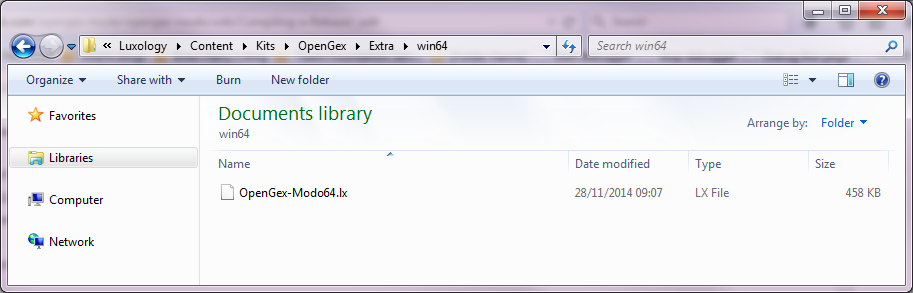 « Luxology Content Kits OpenGex Extra win64
Search win64
Organize Share with Burn New folder
Favorites
Libraries
Computer
Network
Documents library
win64
Arrange by: Folder
Name Date modified Type Size
OpenGex-Modo64.lx 28/11/2014 09:07 LX File 458 KB